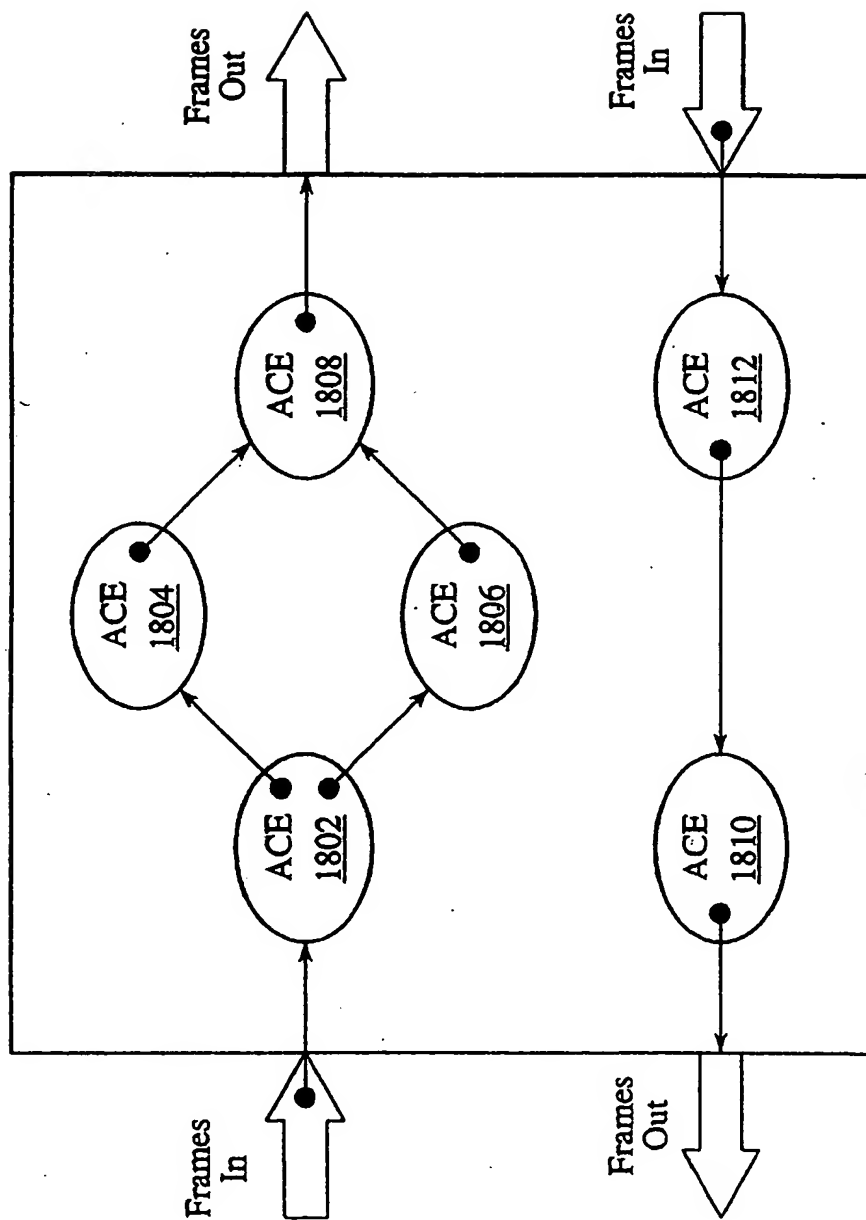 Frames
In
Frames
Out
ACE
1802
ACE
1804
ACE
1806
ACE
1808
ACE
1810
ACE
1812
Frames
Out
Frames
In